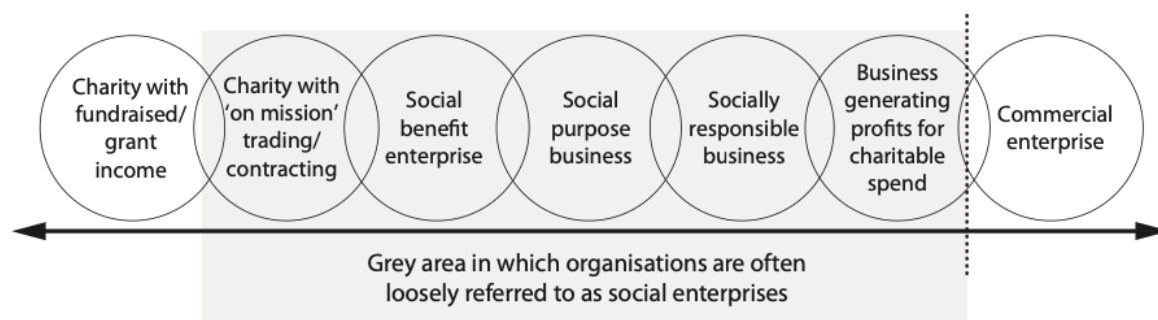 Charity with
fundraised/
grant
income
Charity with
‘on mission’
trading/
contracting
Social
benefit
enterprise
Social
purpose
business
Socially
responsible
business
Business
generating
profits for
charitable
spend
Commercial
enterprise
Grey area in which organisations are often
loosely referred to as social enterprises